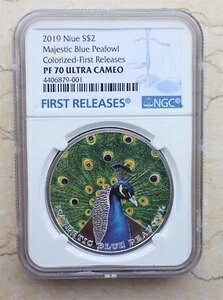 2019 Niue S$2
Majestic Blue Peafowl
Colorized-First Releases
PF 70 ULTRA CAMEO
4406879-001
FIRST RELEASES
NGC
MAJESTIC BLUE PEAFOWL